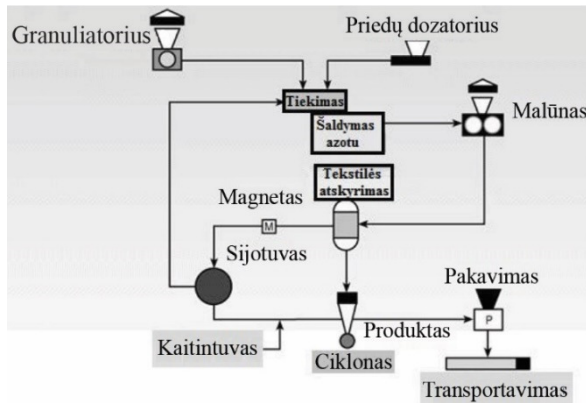 Granuliatorius
Priedų dozatorius
Tiekimas
Šaldymas
azotu
Malūnas
Tekstilės
atskyrimas
Magnetas
M
Sijotuvas
Pakavimas
P
Produktas
Kaitintuvas
Ciklonas
Transportavimas